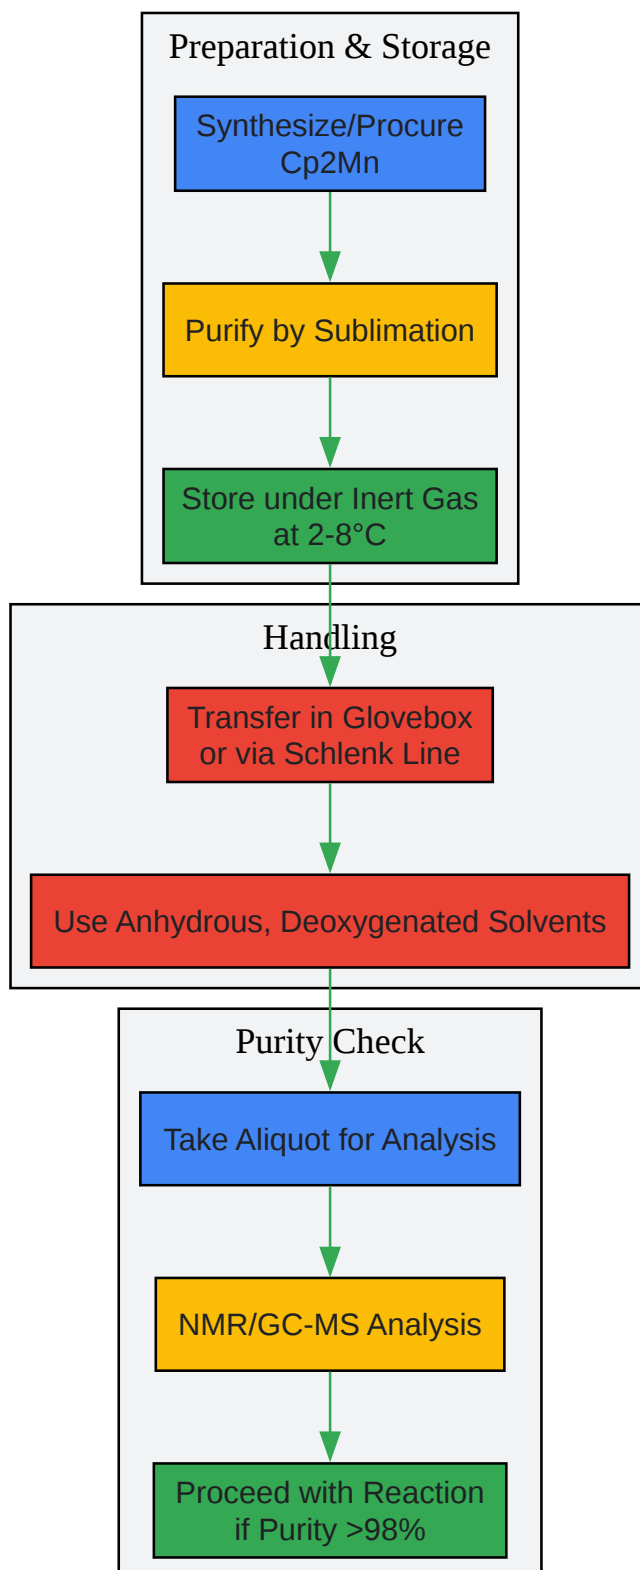 Preparation & Storage
Synthesize/Procure
Cp2Mn
Purify by Sublimation
Store under Inert Gas
at 2-8°C
Handling
Transfer in Glovebox
or via Schlenk Line
Use Anhydrous, Deoxygenated Solvents
Purity Check
Take Aliquot for Analysis
NMR/GC-MS Analysis
Proceed with Reaction
if Purity >98%